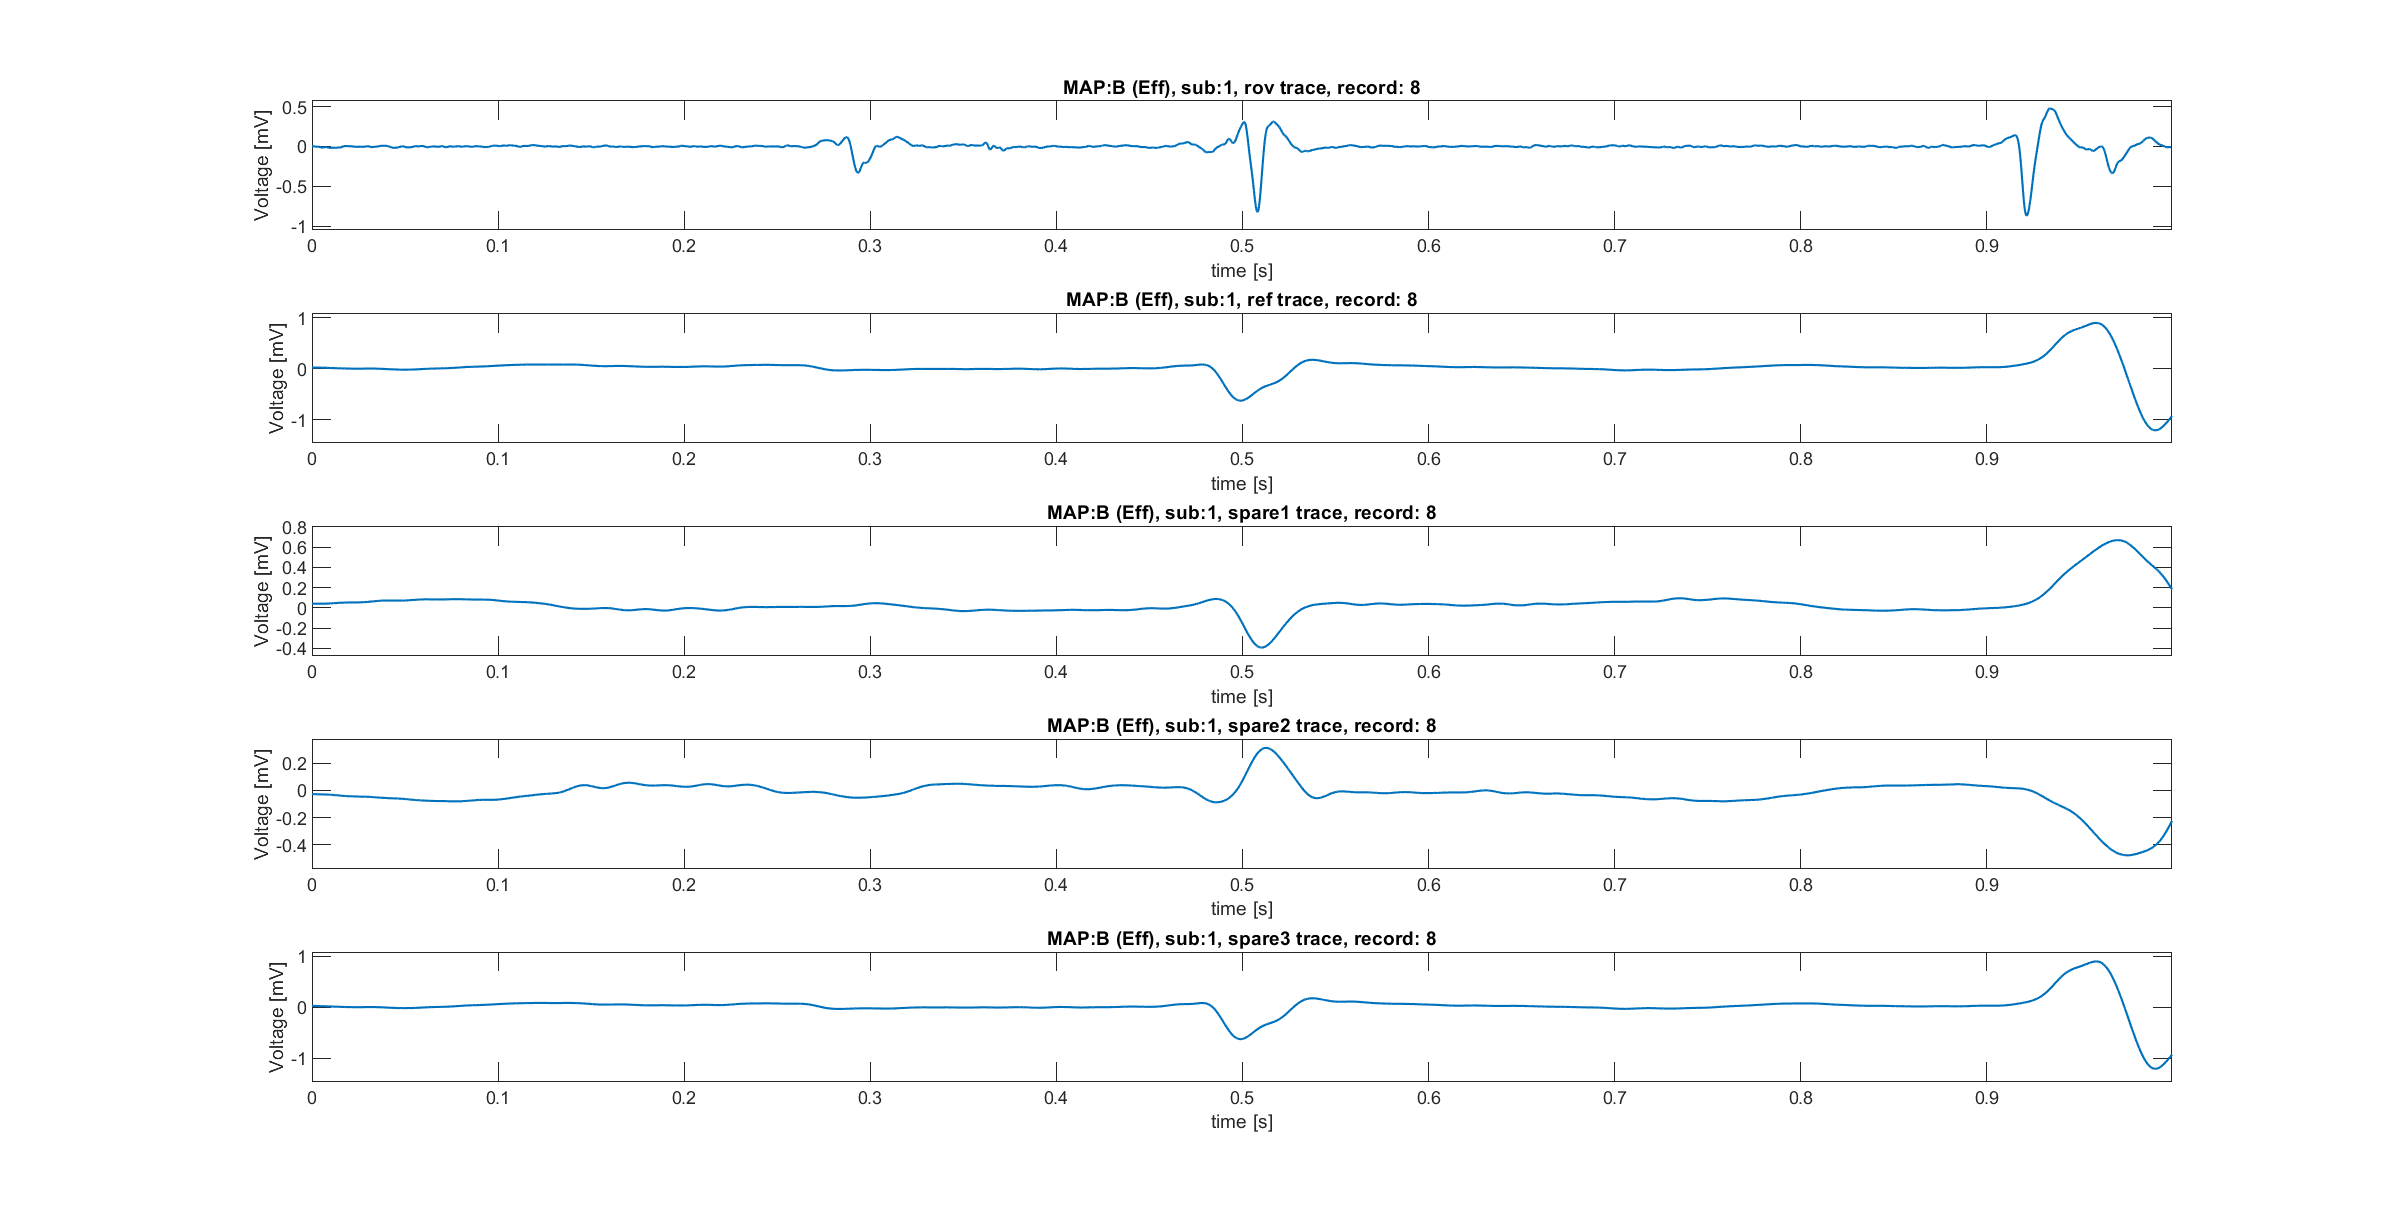 MAP:B (Eff), sub:1, rov trace, record: 8
0.5
0
-0.5
-1
Voltage [mV]
0 0.1 0.2 0.3 0.4 0.5 0.6 0.7 0.8 0.9
time [s]
MAP:B (Eff), sub:1, ref trace, record: 8
1
0
-1
Voltage [mV]
0 0.1 0.2 0.3 0.4 0.5 0.6 0.7 0.8 0.9
time [s]
MAP:B (Eff), sub:1, spare1 trace, record: 8
0.8
0.6
0.4
0.2
0
-0.2
-0.4
Voltage [mV]
0 0.1 0.2 0.3 0.4 0.5 0.6 0.7 0.8 0.9
time [s]
MAP:B (Eff), sub:1, spare2 trace, record: 8
0.2
0
-0.2
-0.4
Voltage [mV]
0 0.1 0.2 0.3 0.4 0.5 0.6 0.7 0.8 0.9
time [s]
MAP:B (Eff), sub:1, spare3 trace, record: 8
1
0
-1
Voltage [mV]
0 0.1 0.2 0.3 0.4 0.5 0.6 0.7 0.8 0.9
time [s]